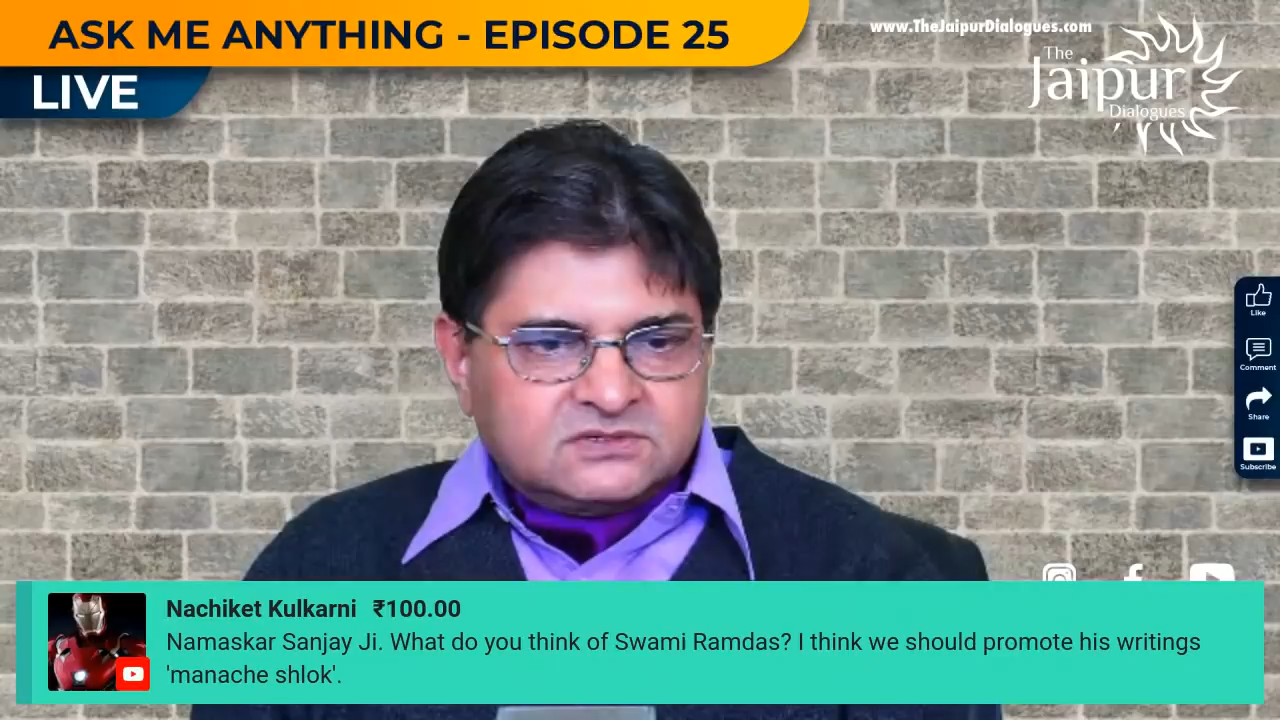 ASK ME ANYTHING - EPISODE 25
LIVE
www.TheJaipurDialogues.com
The
Jaipur
Dialogues
Like
Comment
Share
Subscribe
Nachiket Kulkarni ₹100.00
Namaskar Sanjay Ji. What do you think of Swami Ramdas? I think we should promote his writings
'manache shlok'.